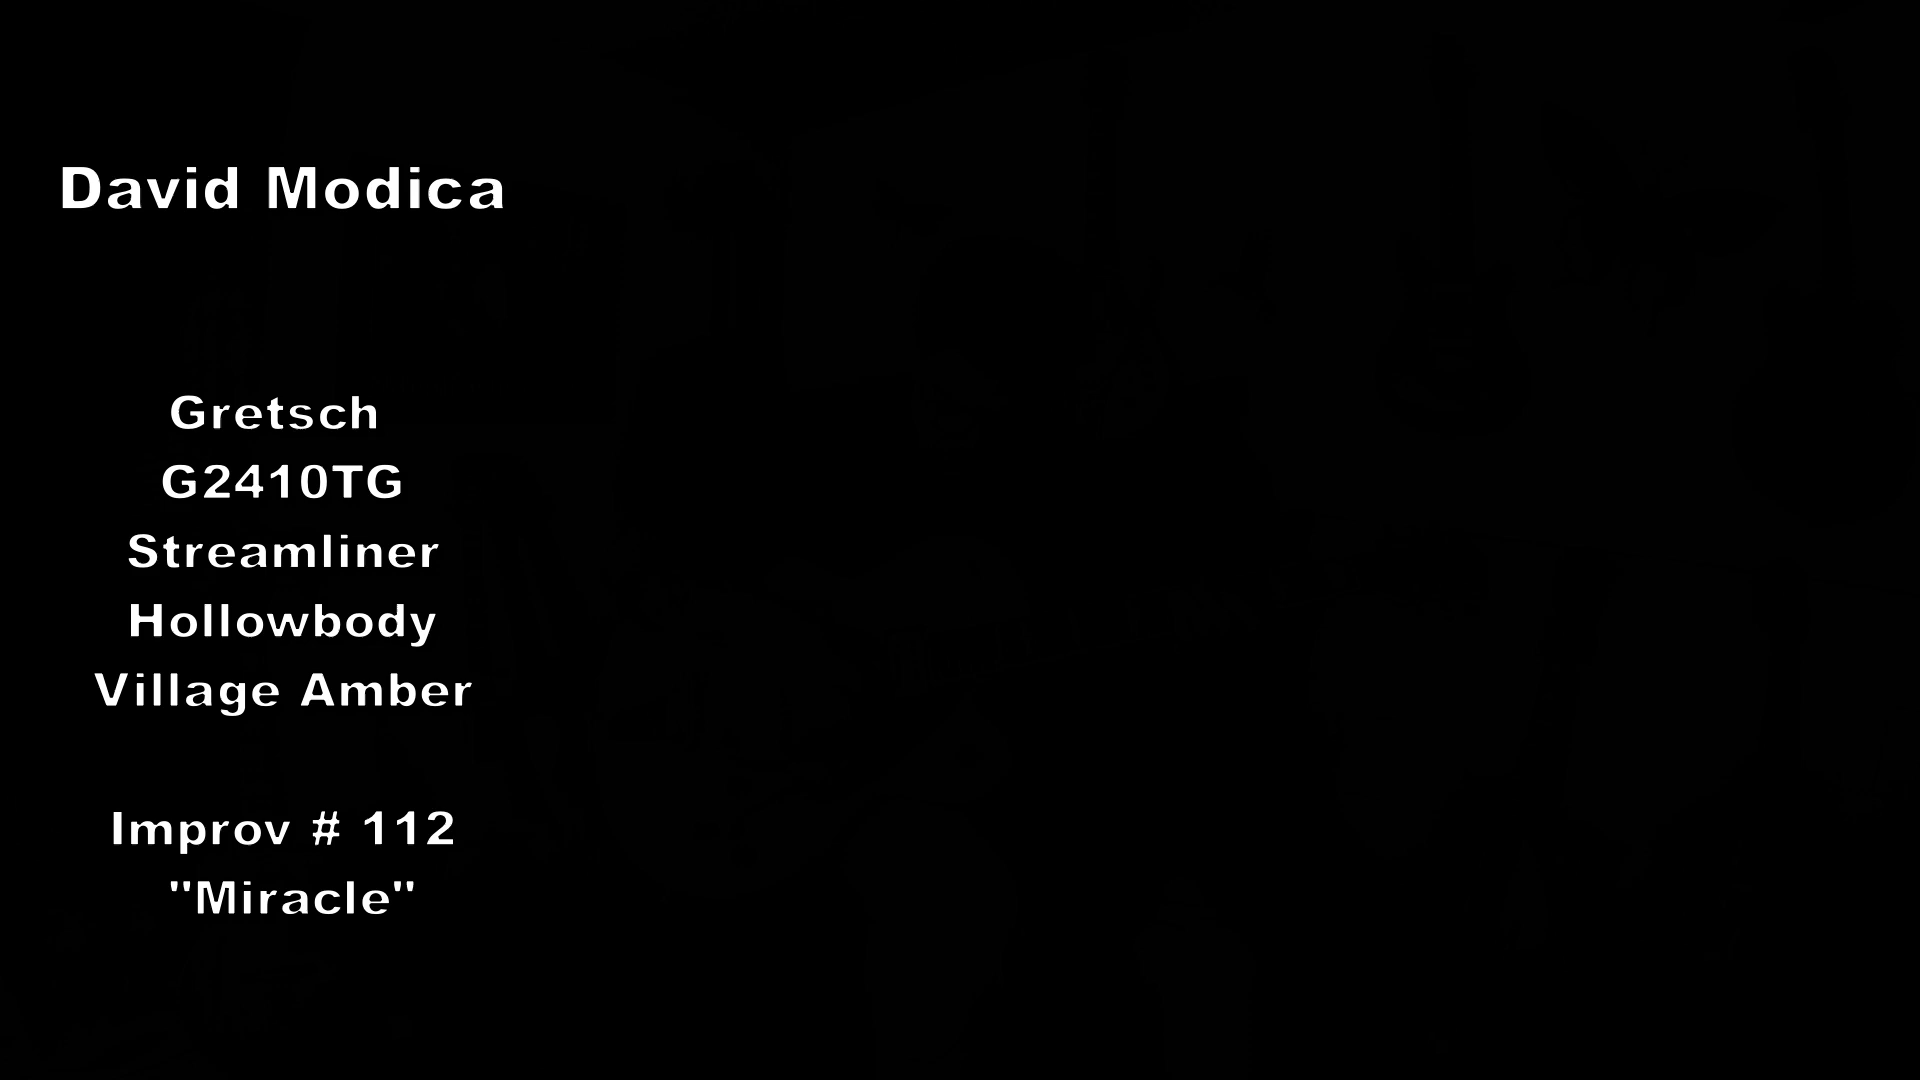 David Modica
Gretsch
G2410TG
Streamliner
Hollowbody
Village Amber
Improv # 112
"Miracle"